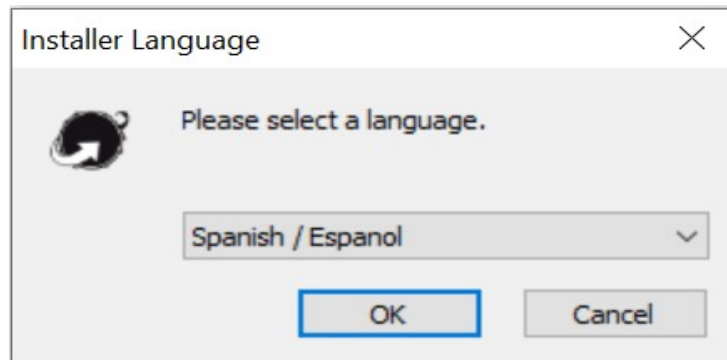 Installer Language
Please select a language.
Spanish / Espanol
OK Cancel